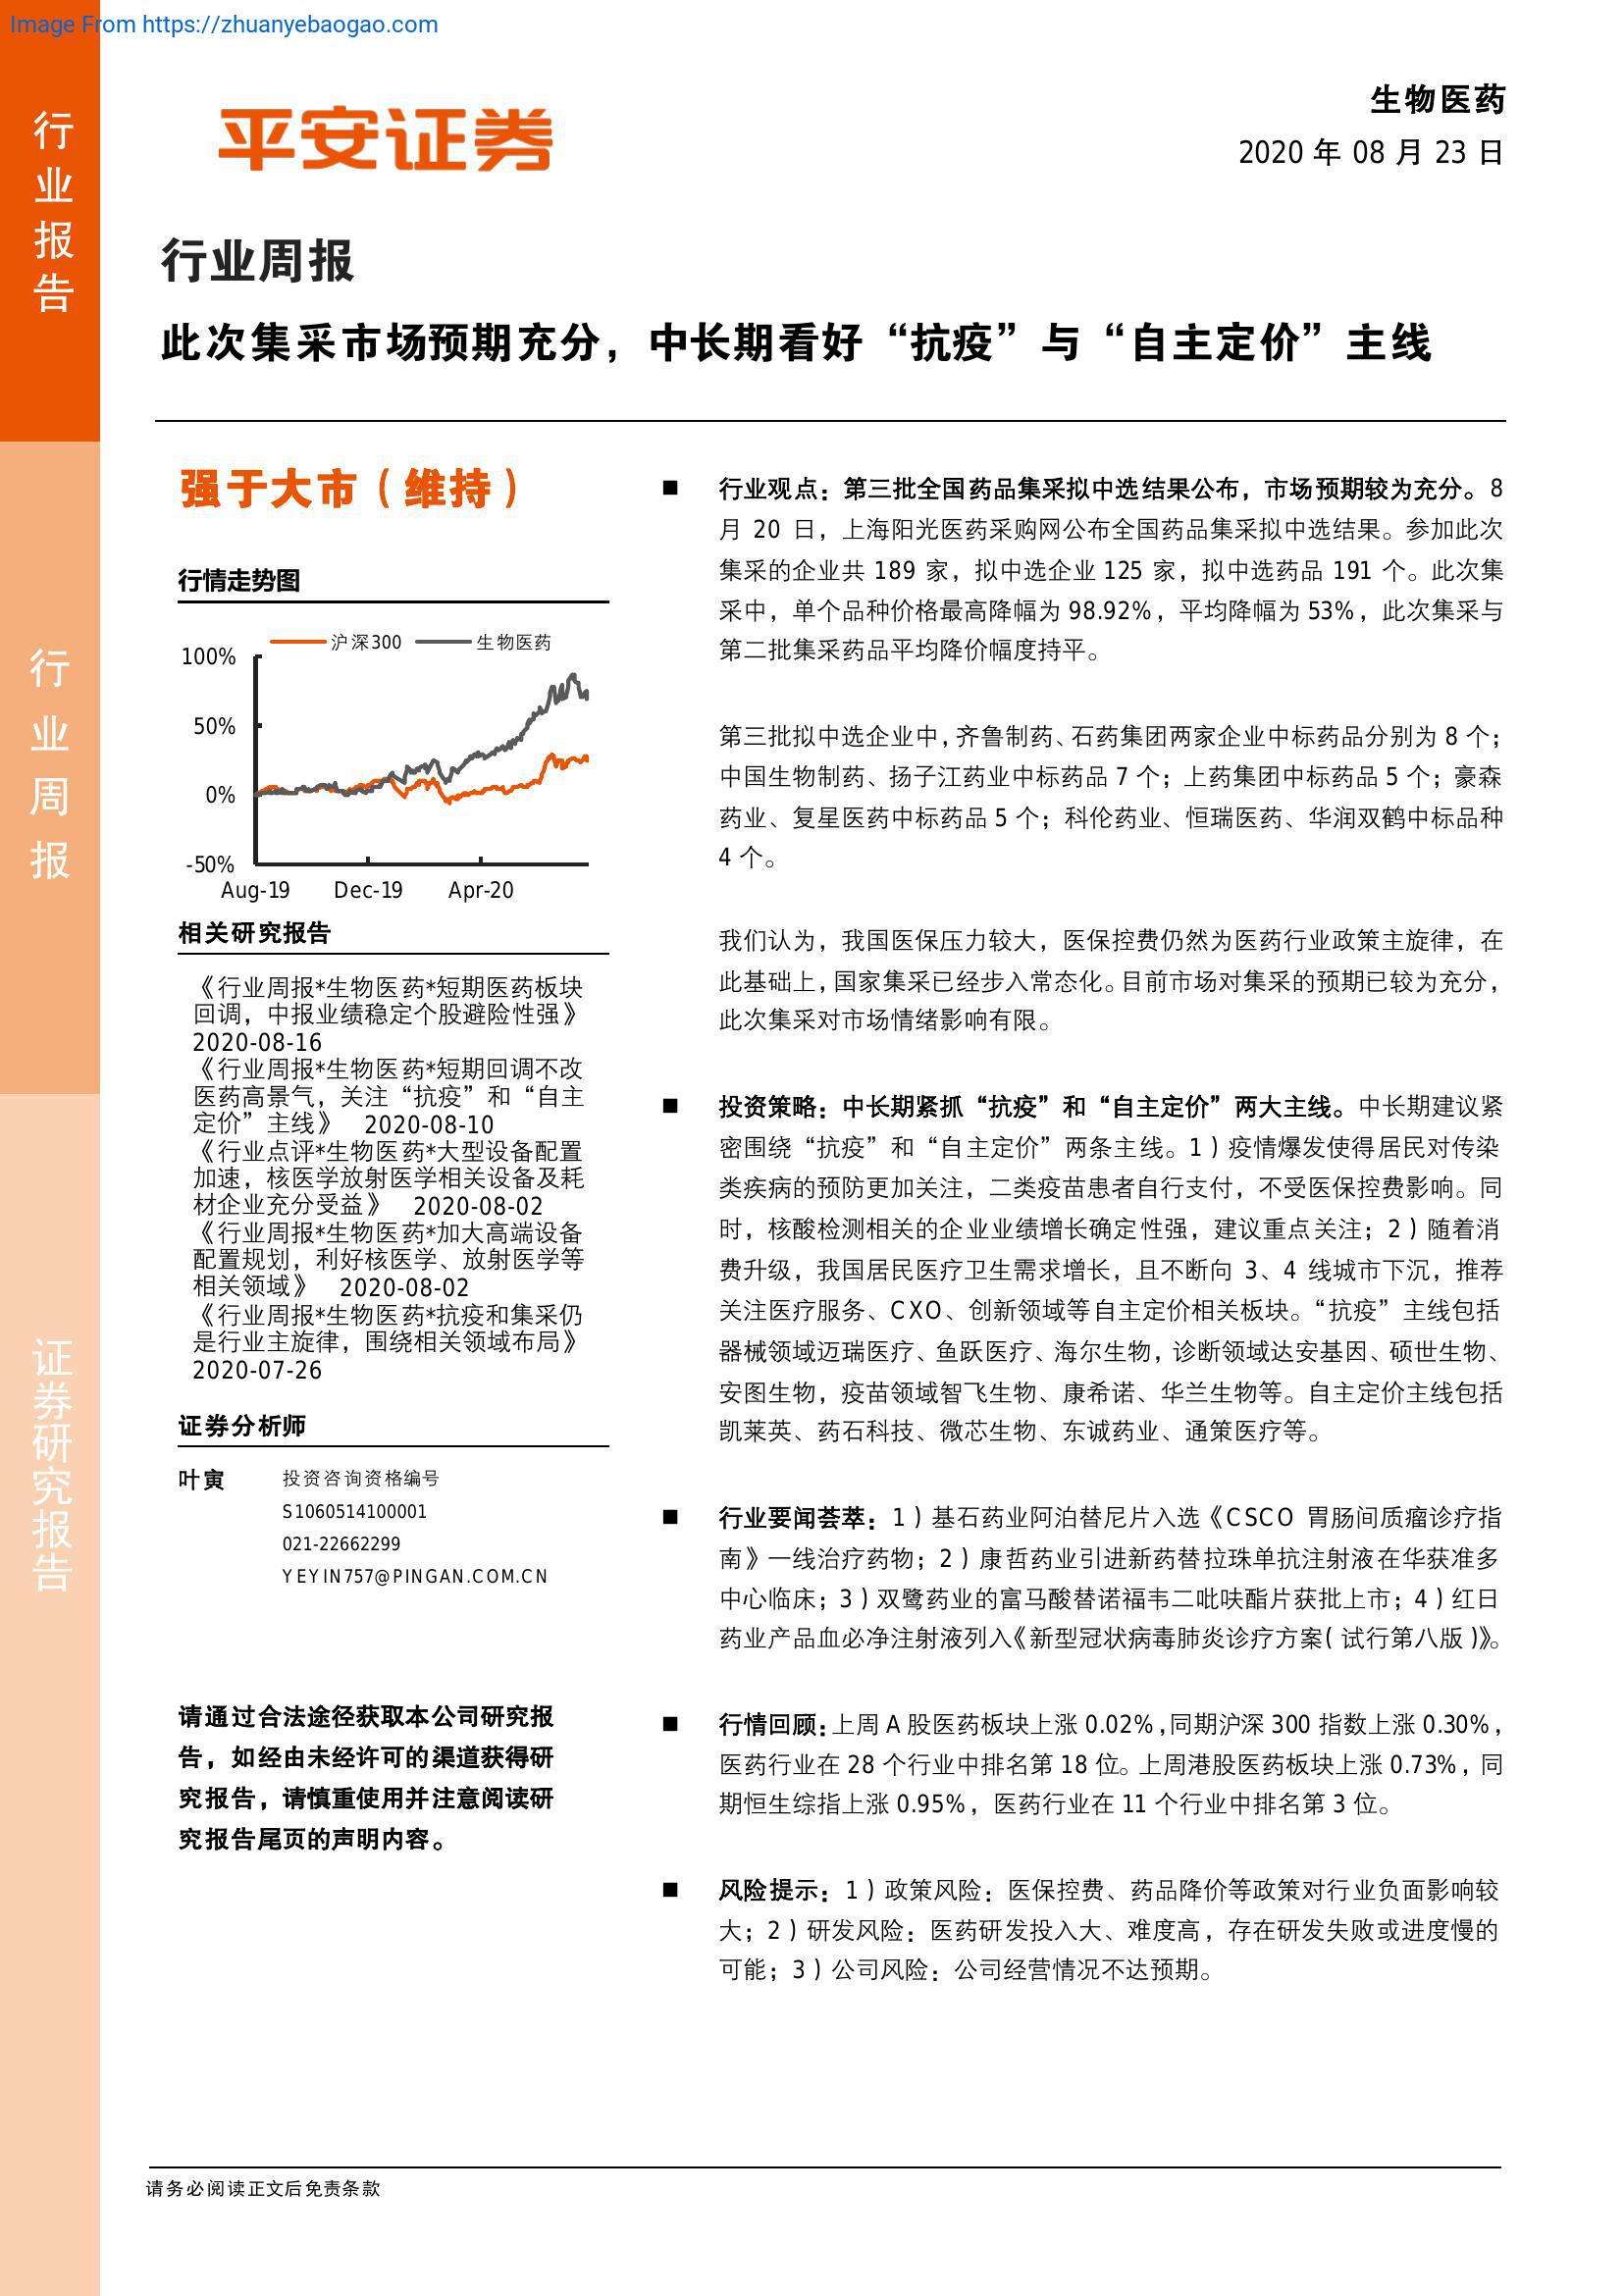 Image From https://zhuanyebaogao.com
行业报告
行业周报
证券研究报告
平安证券
生物医药
2020 年 08 月 23 日
行业周报
此次集采市场预期充分，中长期看好“抗疫”与“自主定价”主线
强于大市（维持）
行情走势图
沪深300 生物医药
100%
50%
0%
-50%
Aug-19 Dec-19 Apr-20
相关研究报告
《行业周报*生物医药*短期医药板块
回调，中报业绩稳定个股避险性强》
2020-08-16
《行业周报*生物医药*短期回调不改
医药高景气，关注“抗疫”和“自主
定价”主线》 2020-08-10
《行业点评*生物医药*大型设备配置
加速，核医学放射医学相关设备及耗
材企业充分受益》 2020-08-02
《行业周报*生物医药*加大高端设备
配置规划，利好核医学、放射医学等
相关领域》 2020-08-02
《行业周报*生物医药*抗疫和集采仍
是行业主旋律，围绕相关领域布局》
2020-07-26
证券分析师
叶寅 投资咨询资格编号
S1060514100001
021-22662299
YEYIN757@PINGAN.COM.CN
请通过合法途径获取本公司研究报
告，如经由未经许可的渠道获得研
究报告，请慎重使用并注意阅读研
究报告尾页的声明内容。
■ 行业观点：第三批全国药品集采拟中选结果公布，市场预期较为充分。8
月 20 日，上海阳光医药采购网公布全国药品集采拟中选结果。参加此次
集采的企业共 189 家，拟中选企业 125 家，拟中选药品 191 个。此次集
采中，单个品种价格最高降幅为 98.92%，平均降幅为 53%，此次集采与
第二批集采药品平均降价幅度持平。
第三批拟中选企业中，齐鲁制药、石药集团两家企业中标药品分别为 8 个；
中国生物制药、扬子江药业中标药品 7 个；上药集团中标药品 5 个；豪森
药业、复星医药中标药品 5 个；科伦药业、恒瑞医药、华润双鹤中标品种
4 个。
我们认为，我国医保压力较大，医保控费仍然为医药行业政策主旋律，在
此基础上，国家集采已经步入常态化。目前市场对集采的预期已较为充分，
此次集采对市场情绪影响有限。
■ 投资策略：中长期紧抓“抗疫”和“自主定价”两大主线。中长期建议紧
密围绕“抗疫”和“自主定价”两条主线。1）疫情爆发使得居民对传染
类疾病的预防更加关注，二类疫苗患者自行支付，不受医保控费影响。同
时，核酸检测相关的企业业绩增长确定性强，建议重点关注；2）随着消
费升级，我国居民医疗卫生需求增长，且不断向 3、4 线城市下沉，推荐
关注医疗服务、CXO、创新领域等自主定价相关板块。“抗疫”主线包括
器械领域迈瑞医疗、鱼跃医疗、海尔生物，诊断领域达安基因、硕世生物、
安图生物，疫苗领域智飞生物、康希诺、华兰生物等。自主定价主线包括
凯莱英、药石科技、微芯生物、东诚药业、通策医疗等。
■ 行业要闻荟萃：1）基石药业阿泊替尼片入选《CSCO 胃肠间质瘤诊疗指
南》一线治疗药物；2）康哲药业引进新药替拉珠单抗注射液在华获准多
中心临床；3）双鹭药业的富马酸替诺福韦二吡呋酯片获批上市；4）红日
药业产品血必净注射液列入《新型冠状病毒肺炎诊疗方案（试行第八版）》。
■ 行情回顾：上周 A 股医药板块上涨 0.02%，同期沪深 300 指数上涨 0.30%，
医药行业在 28 个行业中排名第 18 位。上周港股医药板块上涨 0.73%，同
期恒生综指上涨 0.95%，医药行业在 11 个行业中排名第 3 位。
■ 风险提示：1）政策风险：医保控费、药品降价等政策对行业负面影响较
大；2）研发风险：医药研发投入大、难度高，存在研发失败或进度慢的
可能；3）公司风险：公司经营情况不达预期。
请务必阅读正文后免责条款